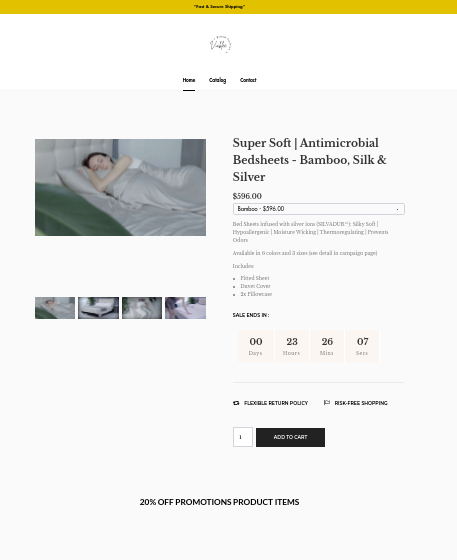 "Fast & Secure Shipping"
Home Catalog Contact
Super Soft | Antimicrobial
Bedsheets - Bamboo, Silk &
Silver
$596.00
Bamboo - $596.00
Bed Sheets infused with silver ions (SILVADUR™): Silky Soft |
Hypoallergenic | Moisture Wicking | Thermoregulating | Prevents
Odors
Available in 6 colors and 3 sizes (see detail in campaign page)
Includes:
Fitted Sheet
Duvet Cover
2x Pillowcase
SALE ENDS IN :
00 23 26 07
Days Hours Mins Secs
FLEXIBLE RETURN POLICY RISK-FREE SHOPPING
1 ADD TO CART
20% OFF PROMOTIONS PRODUCT ITEMS